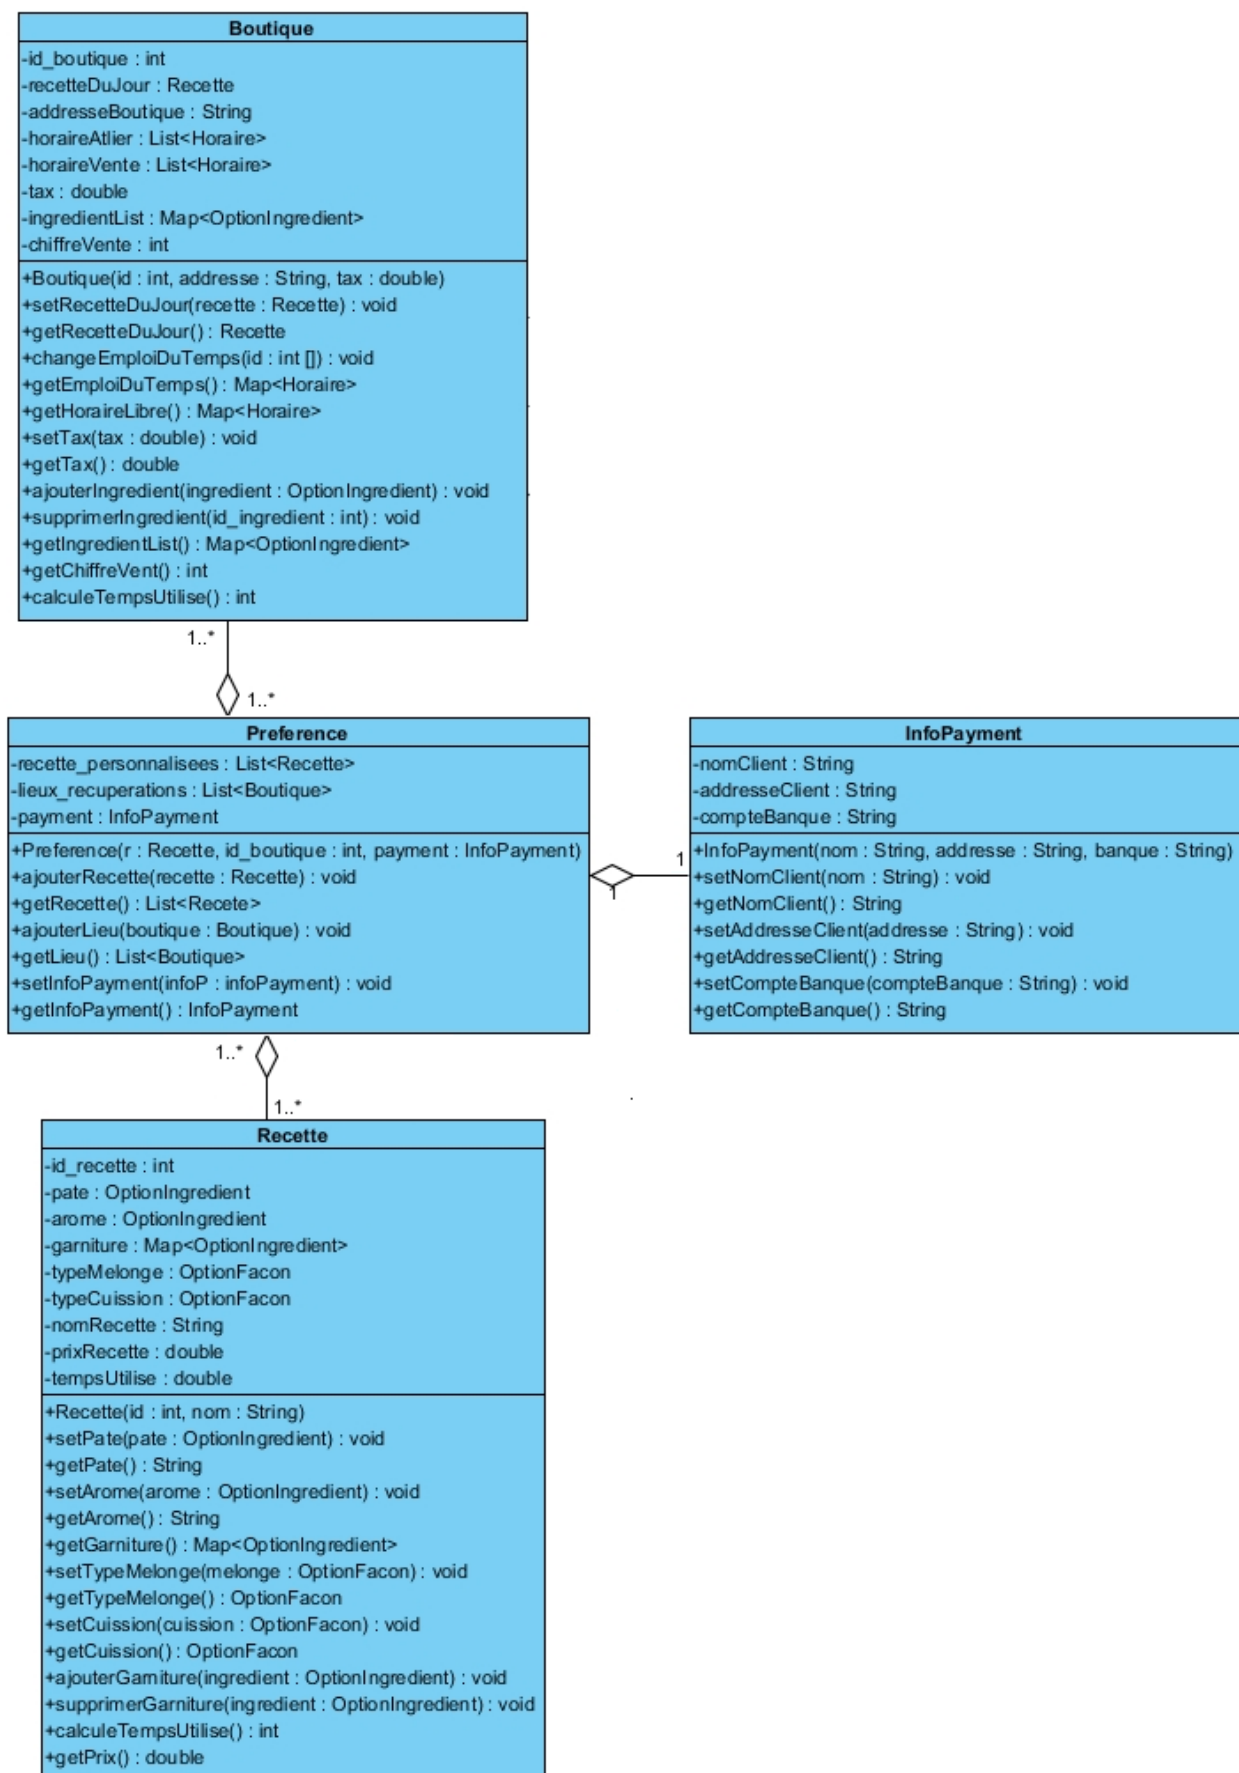 Boutique
-id_boutique : int
-recetteDuJour : Recette
-addresseBoutique : String
-horaireAtlier : List<Horaire>
-horaireVente : List<Horaire>
-tax : double
-ingredientList : Map<OptionIngredient>
-chiffreVente : int
+Boutique(id : int, addresse : String, tax : double)
+setRecetteDuJour(recette : Recette) : void
+getRecetteDuJour() : Recette
+changeEmploiDuTemps(id : int []) : void
+getEmploiDuTemps() : Map<Horaire>
+getHoraireLibre() : Map<Horaire>
+setTax(tax : double) : void
+getTax() : double
+ajouterIngredient(ingredient : OptionIngredient) : void
+supprimerIngredient(id_ingredient : int) : void
+getIngredientList() : Map<OptionIngredient>
+getChiffreVent() : int
+calculeTempsUtilise() : int
1..*
1..*
Preference
-recette_personnalisees : List<Recette>
-lieux_recuperations : List<Boutique>
-payment : InfoPayment
+Preference(r : Recette, id_boutique : int, payment : InfoPayment)
+ajouterRecette(recette : Recette) : void
+getRecette() : List<Recete>
+ajouterLieu(boutique : Boutique) : void
+getLieu() : List<Boutique>
+setInfoPayment(infoP : infoPayment) : void
+getInfoPayment() : InfoPayment
1
1
InfoPayment
-nomClient : String
-addresseClient : String
-compteBanque : String
+InfoPayment(nom : String, addresse : String, banque : String)
+setNomClient(nom : String) : void
+getNomClient() : String
+setAddresseClient(addresse : String) : void
+getAddresseClient() : String
+setCompteBanque(compteBanque : String) : void
+getCompteBanque() : String
1..*
1..*
Recette
-id_recette : int
-pate : OptionIngredient
-arome : OptionIngredient
-garniture : Map<OptionIngredient>
-typeMelonge : OptionFacon
-typeCuission : OptionFacon
-nomRecette : String
-prixRecette : double
-tempsUtilise : double
+Recette(id : int, nom : String)
+setPate(pate : OptionIngredient) : void
+getPate() : String
+setArome(arome : OptionIngredient) : void
+getArome() : String
+getGarniture() : Map<OptionIngredient>
+setTypeMelonge(melonge : OptionFacon) : void
+getTypeMelonge() : OptionFacon
+setCuission(cuission : OptionFacon) : void
+getCuission() : OptionFacon
+ajouterGarniture(ingredient : OptionIngredient) : void
+supprimerGarniture(ingredient : OptionIngredient) : void
+calculeTempsUtilise() : int
+getPrix() : double